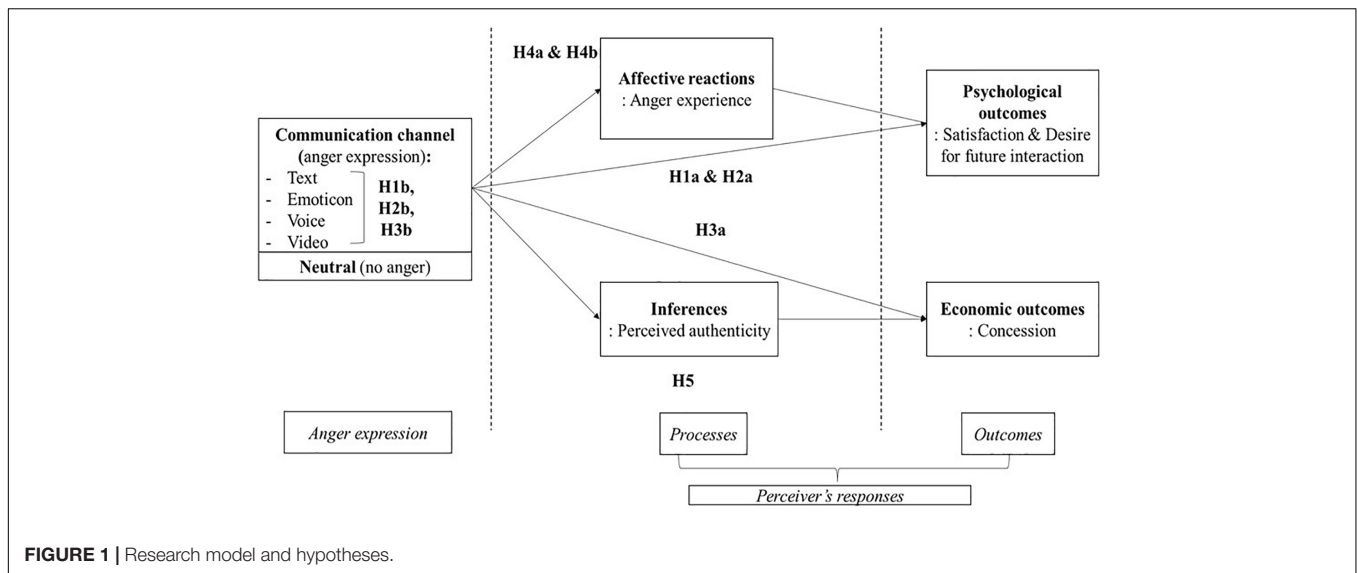 H4a & H4b
Affective reactions
: Anger experience
Psychological
outcomes
: Satisfaction & Desire
for future interaction
Communication channel
(anger expression):
- Text
- Emoticon
- Voice
- Video
H1b,
H2b,
H3b
Neutral (no anger)
H1a & H2a
H3a
Inferences
: Perceived authenticity
Economic outcomes
: Concession
H5
Anger expression
Processes
Outcomes
Perceiver's responses
FIGURE 1 | Research model and hypotheses.